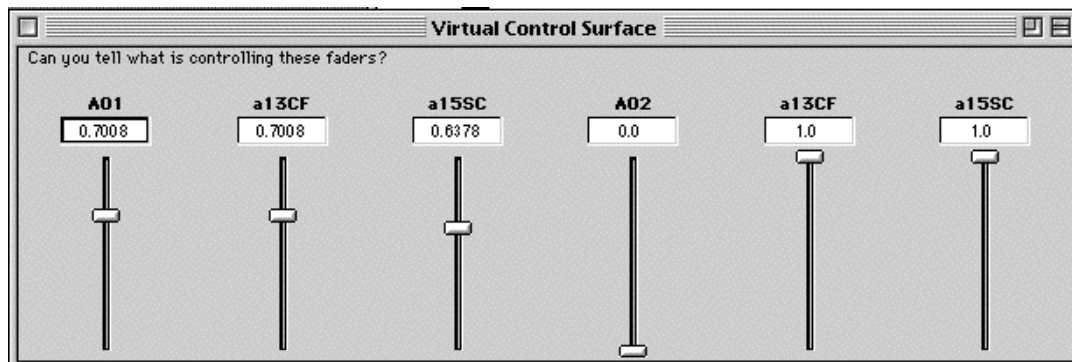 Virtual Control Surface
Can you tell what is controlling these faders?
A01 a13CF a15SC A02 a13CF a15SC
0.7008 0.7008 0.6378 0.0 1.0 1.0